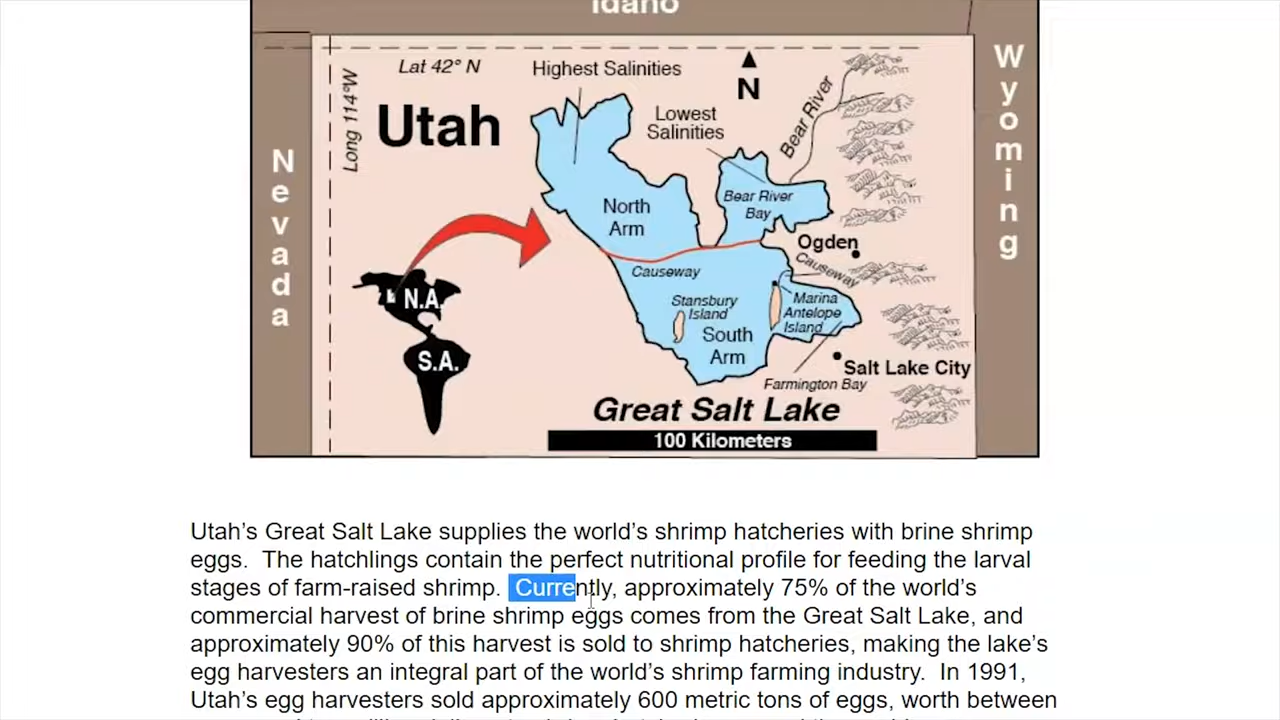 Idaho
Lat 42° N
Highest Salinities
N
Long 114°W
Utah
Lowest
Salinities
Bear River
Wyoming
Nevada
North
Arm
Bear River
Bay
Ogden
Causeway
Causeway
N.A.
Stansbury
Island
Marina
Antelope
Island
South
Arm
S.A.
Salt Lake City
Farmington Bay
Great Salt Lake
100 Kilometers
Utah’s Great Salt Lake supplies the world’s shrimp hatcheries with brine shrimp
eggs.  The hatchlings contain the perfect nutritional profile for feeding the larval
stages of farm-raised shrimp.  Currently, approximately 75% of the world’s
commercial harvest of brine shrimp eggs comes from the Great Salt Lake, and
approximately 90% of this harvest is sold to shrimp hatcheries, making the lake’s
egg harvesters an integral part of the world’s shrimp farming industry.  In 1991,
Utah’s egg harvesters sold approximately 600 metric tons of eggs, worth between